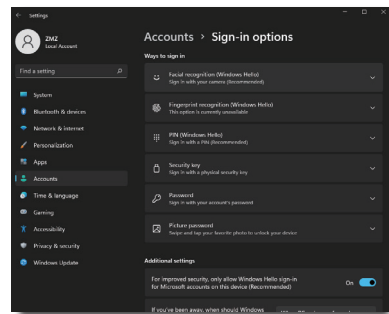 Settings
ZMZ
Local Account
Find a setting
System
Bluetooth & devices
Network & internet
Personalization
Apps
Accounts
Time & language
Gaming
Accessibility
Privacy & security
Windows Update
Accounts > Sign-in options
Ways to sign in
Facial recognition (Windows Hello)
Sign in with your camera (Recommended)
Fingerprint recognition (Windows Hello)
This option is currently unavailable
PIN (Windows Hello)
Sign in with a PIN (Recommended)
Security key
Sign in with a physical security key
Password
Sign in with your account's password
Picture password
Swipe and tap your favorite photo to unlock your device
Additional settings
For improved security, only allow Windows Hello sign-in
for Microsoft accounts on this device (Recommended)
On
If you've been away, when should Windows